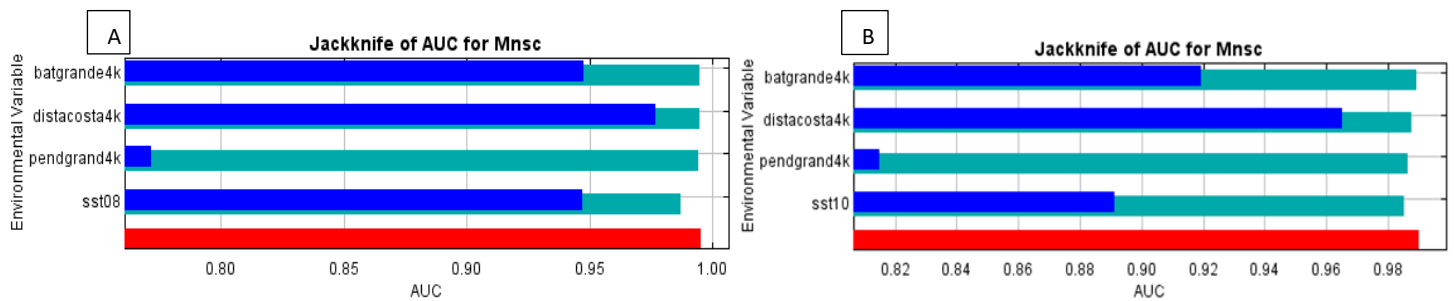 A
Jackknife of AUC for Mnsc
Environmental Variable
batgrande4k
distacosta4k
pendgrand4k
sst08
0.80 0.85 0.90 0.95 1.00
AUC
B
Jackknife of AUC for Mnsc
Environmental Variable
batgrande4k
distacosta4k
pendgrand4k
sst10
0.82 0.84 0.86 0.88 0.90 0.92 0.94 0.96 0.98
AUC